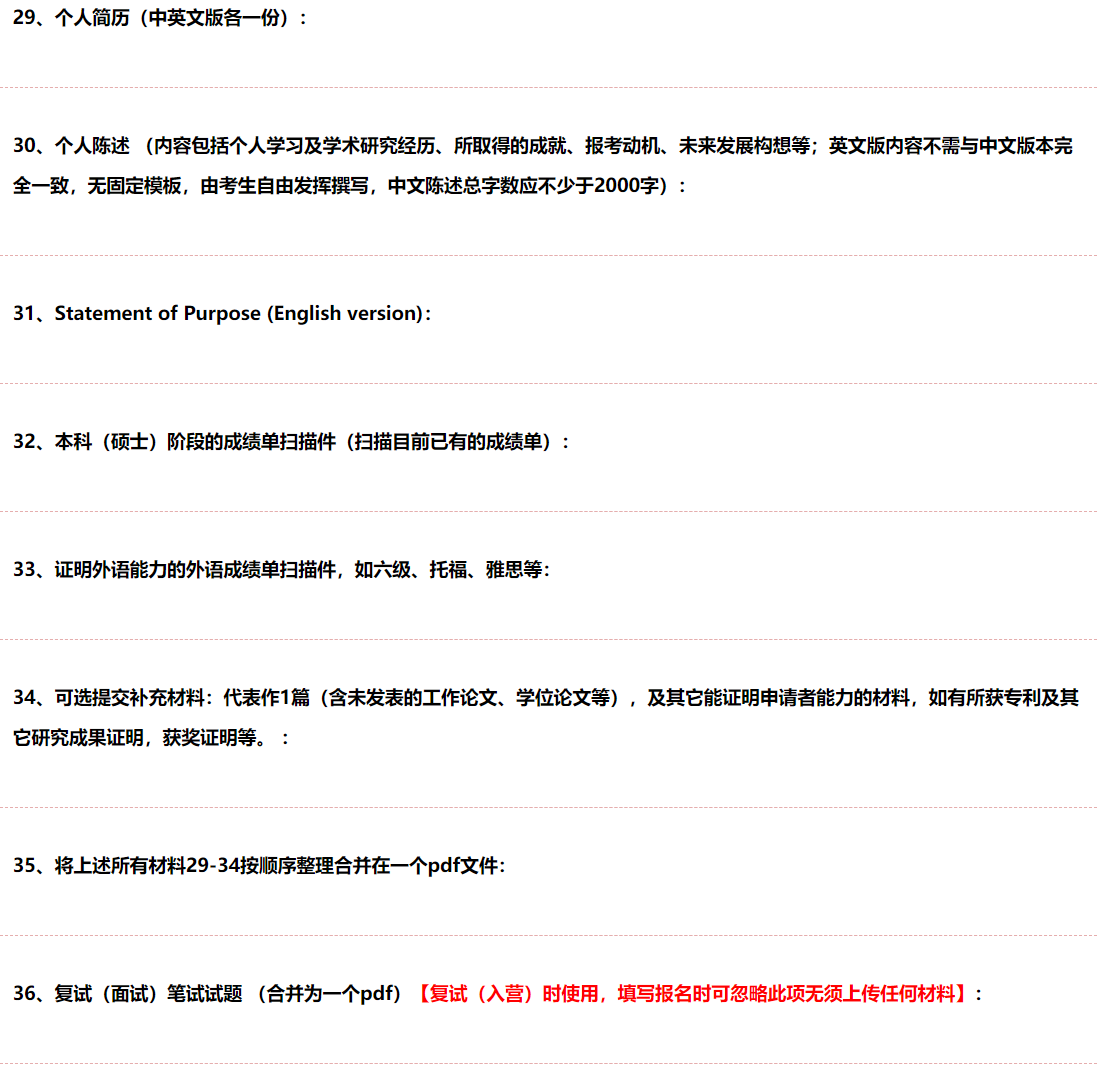 29、个人简历（中英文版各一份）：
30、个人陈述 （内容包括个人学习及学术研究经历、所取得的成就、报考动机、未来发展构想等；英文版内容不需与中文版本完
全一致，无固定模板，由考生自由发挥撰写，中文陈述总字数应不少于2000字）：
31、Statement of Purpose (English version)：
32、本科（硕士）阶段的成绩单扫描件（扫描目前已有的成绩单）：
33、证明外语能力的外语成绩单扫描件，如六级、托福、雅思等：
34、可选提交补充材料：代表作1篇（含未发表的工作论文、学位论文等），及其它能证明申请者能力的材料，如有所获专利及其
它研究成果证明，获奖证明等。 ：
35、将上述所有材料29-34按顺序整理合并在一个pdf文件：
36、复试（面试）笔试试题 （合并为一个pdf）【复试（入营）时使用，填写报名时可忽略此项无须上传任何材料】：